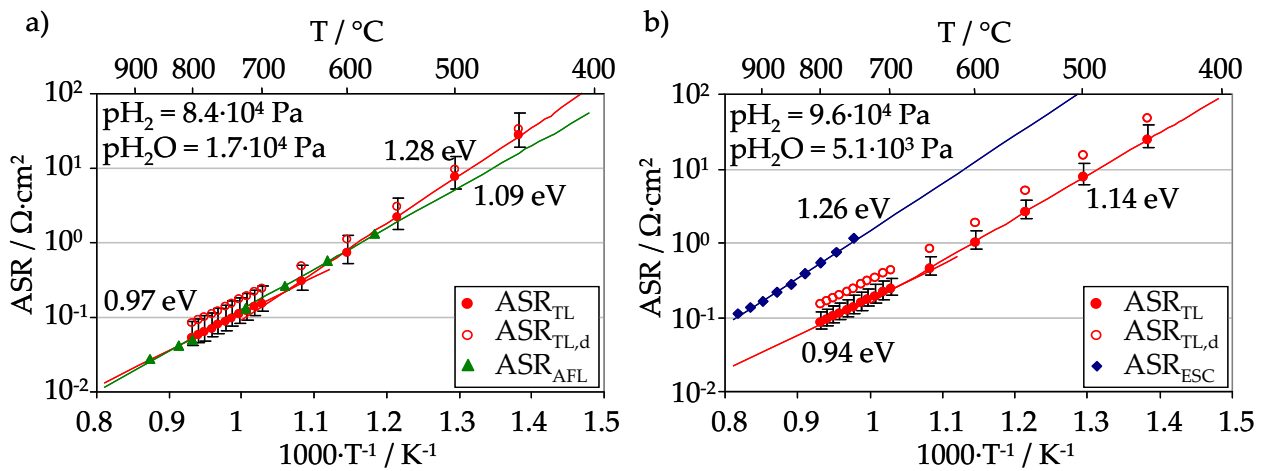 a)
T / °C
900 800 700 600 500 400
10² 
pH₂ = 8.4·10⁴ Pa
pH₂O = 1.7·10⁴ Pa
10¹
10⁰
10⁻¹
10⁻²
ASR / Ω·cm²
1.28 eV
1.09 eV
0.97 eV
ASR_TL
ASR_TL,d
ASR_AFL
0.8 0.9 1 1.1 1.2 1.3 1.4 1.5
1000·T⁻¹ / K⁻¹
b)
T / °C
900 800 700 600 500 400
10²
pH₂ = 9.6·10⁴ Pa
pH₂O = 5.1·10³ Pa
10¹
10⁰
10⁻¹
10⁻²
ASR / Ω·cm²
1.26 eV
1.14 eV
0.94 eV
ASR_TL
ASR_TL,d
ASR_ESC
0.8 0.9 1 1.1 1.2 1.3 1.4 1.5
1000·T⁻¹ / K⁻¹